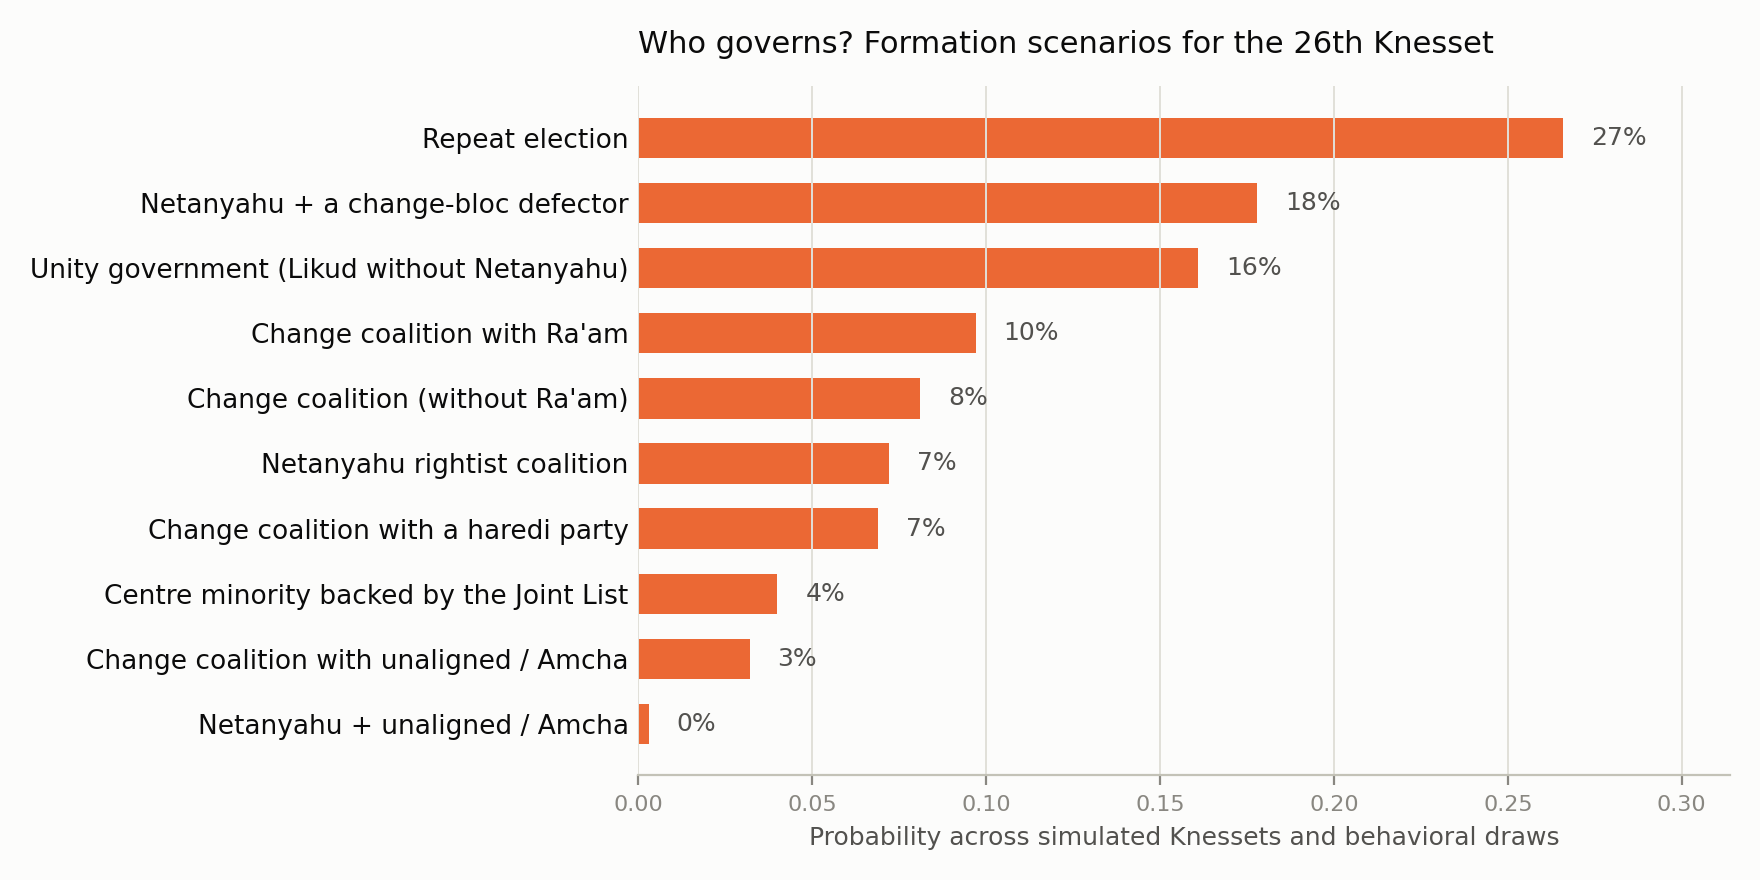 Who governs? Formation scenarios for the 26th Knesset
Repeat election 27%
Netanyahu + a change-bloc defector 18%
Unity government (Likud without Netanyahu) 16%
Change coalition with Ra'am 10%
Change coalition (without Ra'am) 8%
Netanyahu rightist coalition 7%
Change coalition with a haredi party 7%
Centre minority backed by the Joint List 4%
Change coalition with unaligned / Amcha 3%
Netanyahu + unaligned / Amcha 0%
0.00 0.05 0.10 0.15 0.20 0.25 0.30
Probability across simulated Knessets and behavioral draws